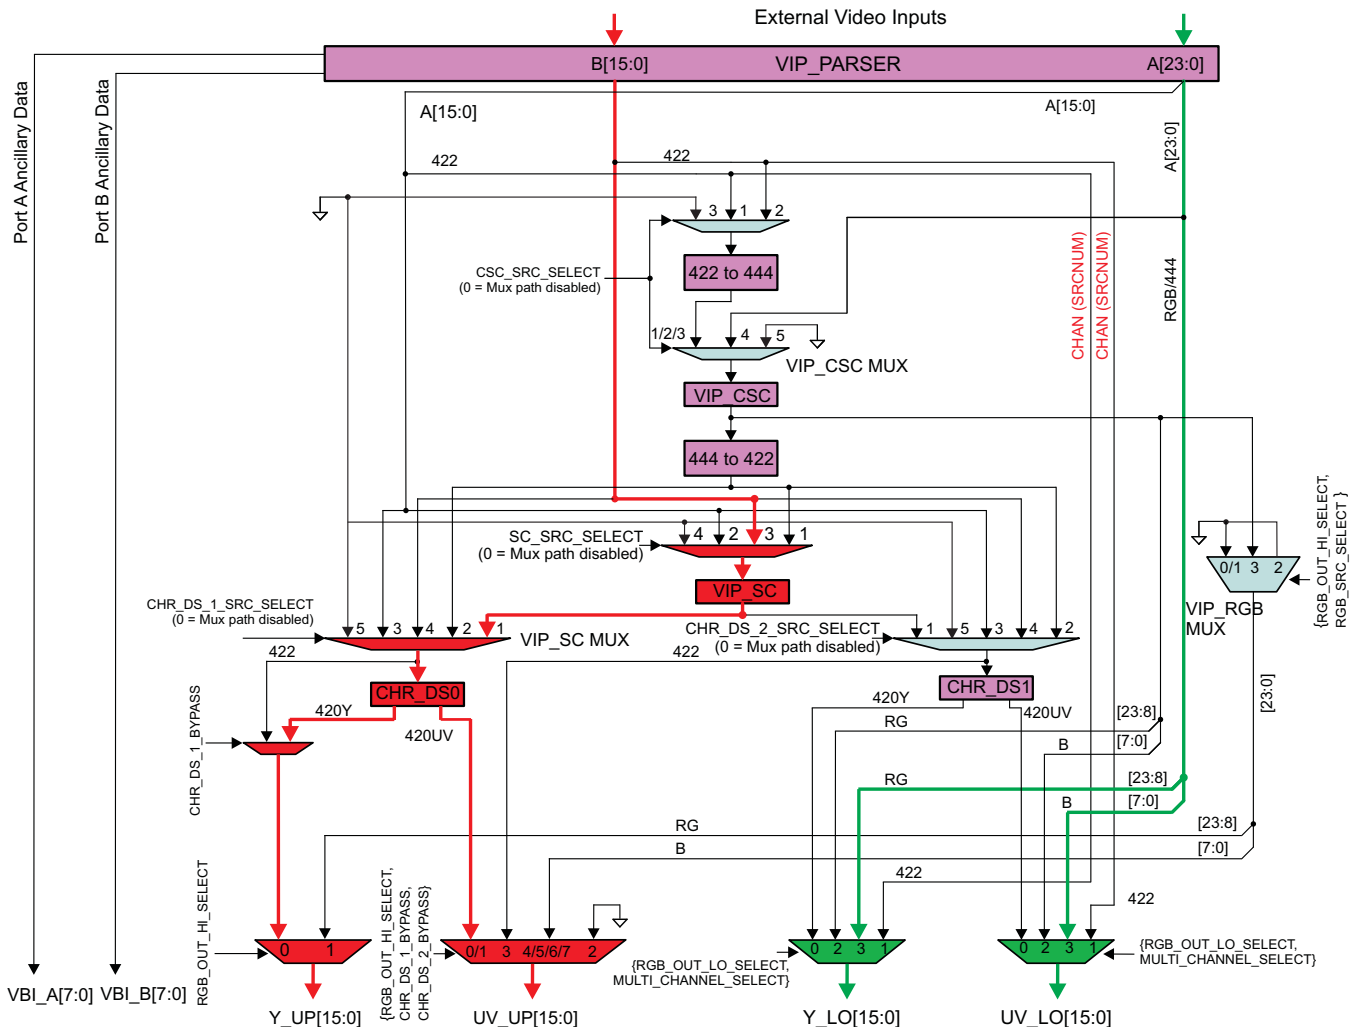 External Video Inputs
B[15:0]
VIP_PARSER
A[23:0]
Port A Ancillary Data
Port B Ancillary Data
A[15:0]
A[15:0]
A[23:0]
422
422
3
1
2
CSC_SRC_SELECT
(0 = Mux path disabled)
422 to 444
CHAN (SRCNUM)
CHAN (SRCNUM)
RGB/444
1/2/3
4
5
VIP_CSC MUX
VIP_CSC
444 to 422
SC_SRC_SELECT
(0 = Mux path disabled)
4
2
3
1
{RGB_OUT_HI_SELECT,
RGB_SRC_SELECT }
0/1
3
2
VIP_RGB
MUX
VIP_SC
CHR_DS_1_SRC_SELECT
(0 = Mux path disabled)
5
3
4
2
1
VIP_SC MUX
CHR_DS_2_SRC_SELECT
(0 = Mux path disabled)
1
5
3
4
2
422
422
CHR_DS0
CHR_DS1
[23:0]
CHR_DS_1_BYPASS
420Y
420UV
420Y
420UV
[23:8]
RG
B
[7:0]
RG
[23:8]
B
[7:0]
RG
[23:8]
B
[7:0]
422
422
RGB_OUT_HI_SELECT
0
1
{RGB_OUT_HI_SELECT,
CHR_DS_1_BYPASS,
CHR_DS_2_BYPASS}
0/1
3
4/5/6/7
2
0
2
3
1
{RGB_OUT_LO_SELECT,
MULTI_CHANNEL_SELECT}
0
2
3
1
{RGB_OUT_LO_SELECT,
MULTI_CHANNEL_SELECT}
VBI_A[7:0]
VBI_B[7:0]
Y_UP[15:0]
UV_UP[15:0]
Y_LO[15:0]
UV_LO[15:0]